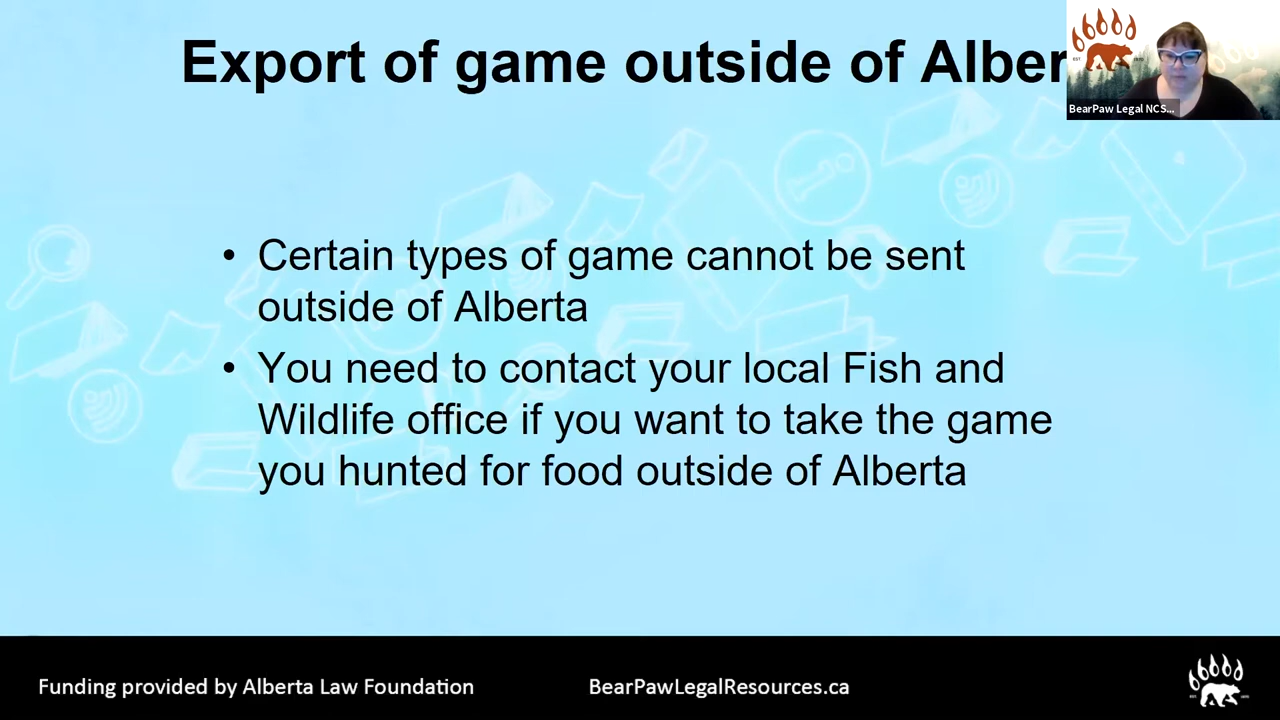 Export of game outside of Alber
BearPaw Legal NCS...
• Certain types of game cannot be sent
outside of Alberta
• You need to contact your local Fish and
Wildlife office if you want to take the game
you hunted for food outside of Alberta
Funding provided by Alberta Law Foundation
BearPawLegalResources.ca